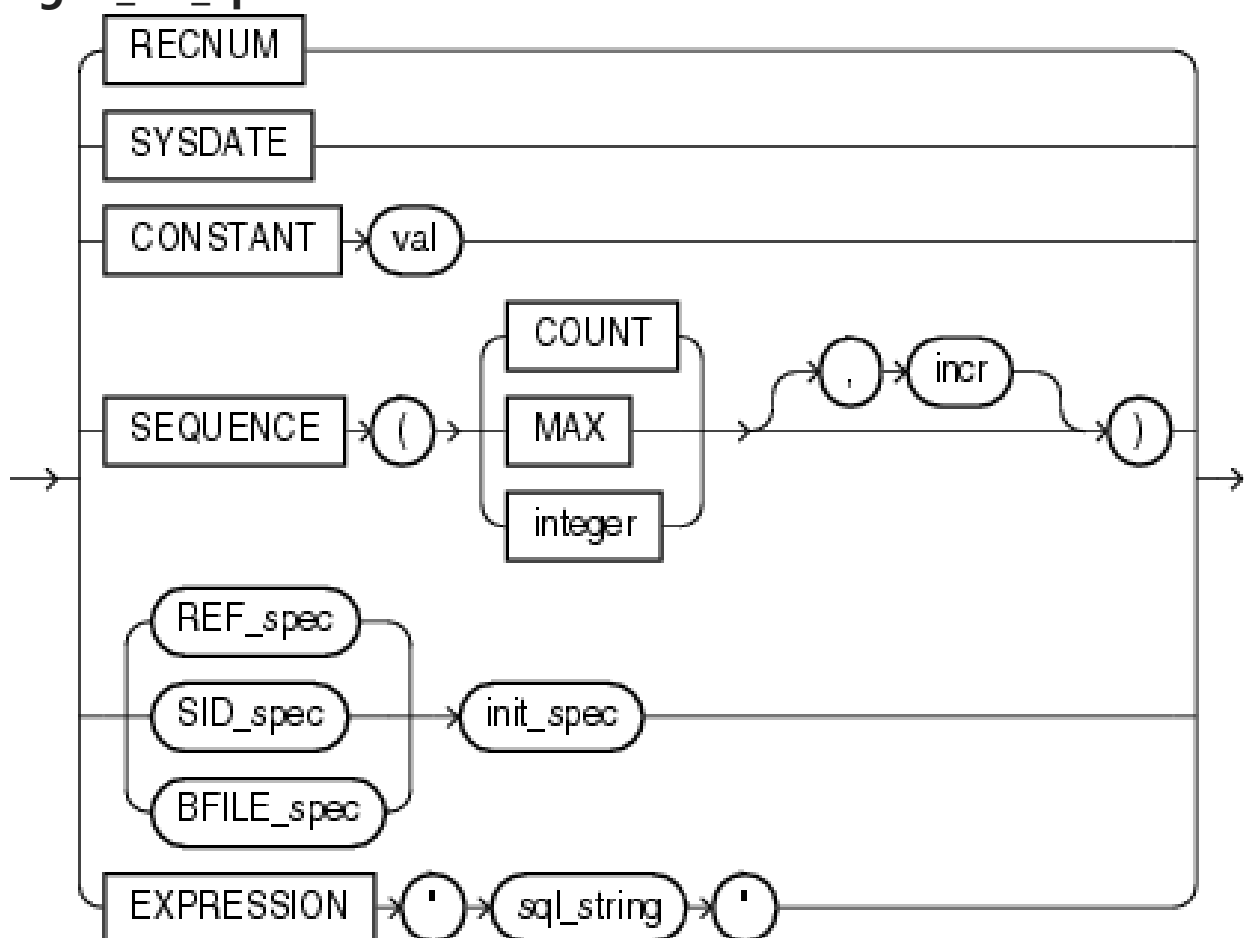 RECNUM
SYSDATE
CONSTANT val
COUNT
, incr
SEQUENCE ( MAX )
integer
REF_spec
SID_spec init_spec
BFILE_spec
EXPRESSION " sql_string "